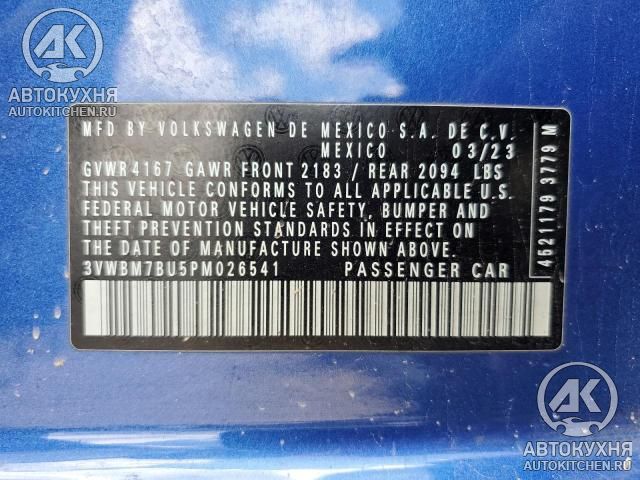 АВТОКУХНЯ
AUTOKITCHEN.RU
MFD BY VOLKSWAGEN DE MEXICO S.A. DE C.V.
MEXICO 03/23
GVWR 4167 GAWR FRONT 2183 / REAR 2094 LBS
THIS VEHICLE CONFORMS TO ALL APPLICABLE U.S.
FEDERAL MOTOR VEHICLE SAFETY, BUMPER AND
THEFT PREVENTION STANDARDS IN EFFECT ON
THE DATE OF MANUFACTURE SHOWN ABOVE.
3VWBM7BU5PM026541 PASSENGER CAR
4621179 3779 M
АК
АВТОКУХНЯ
AUTOKITCHEN.RU